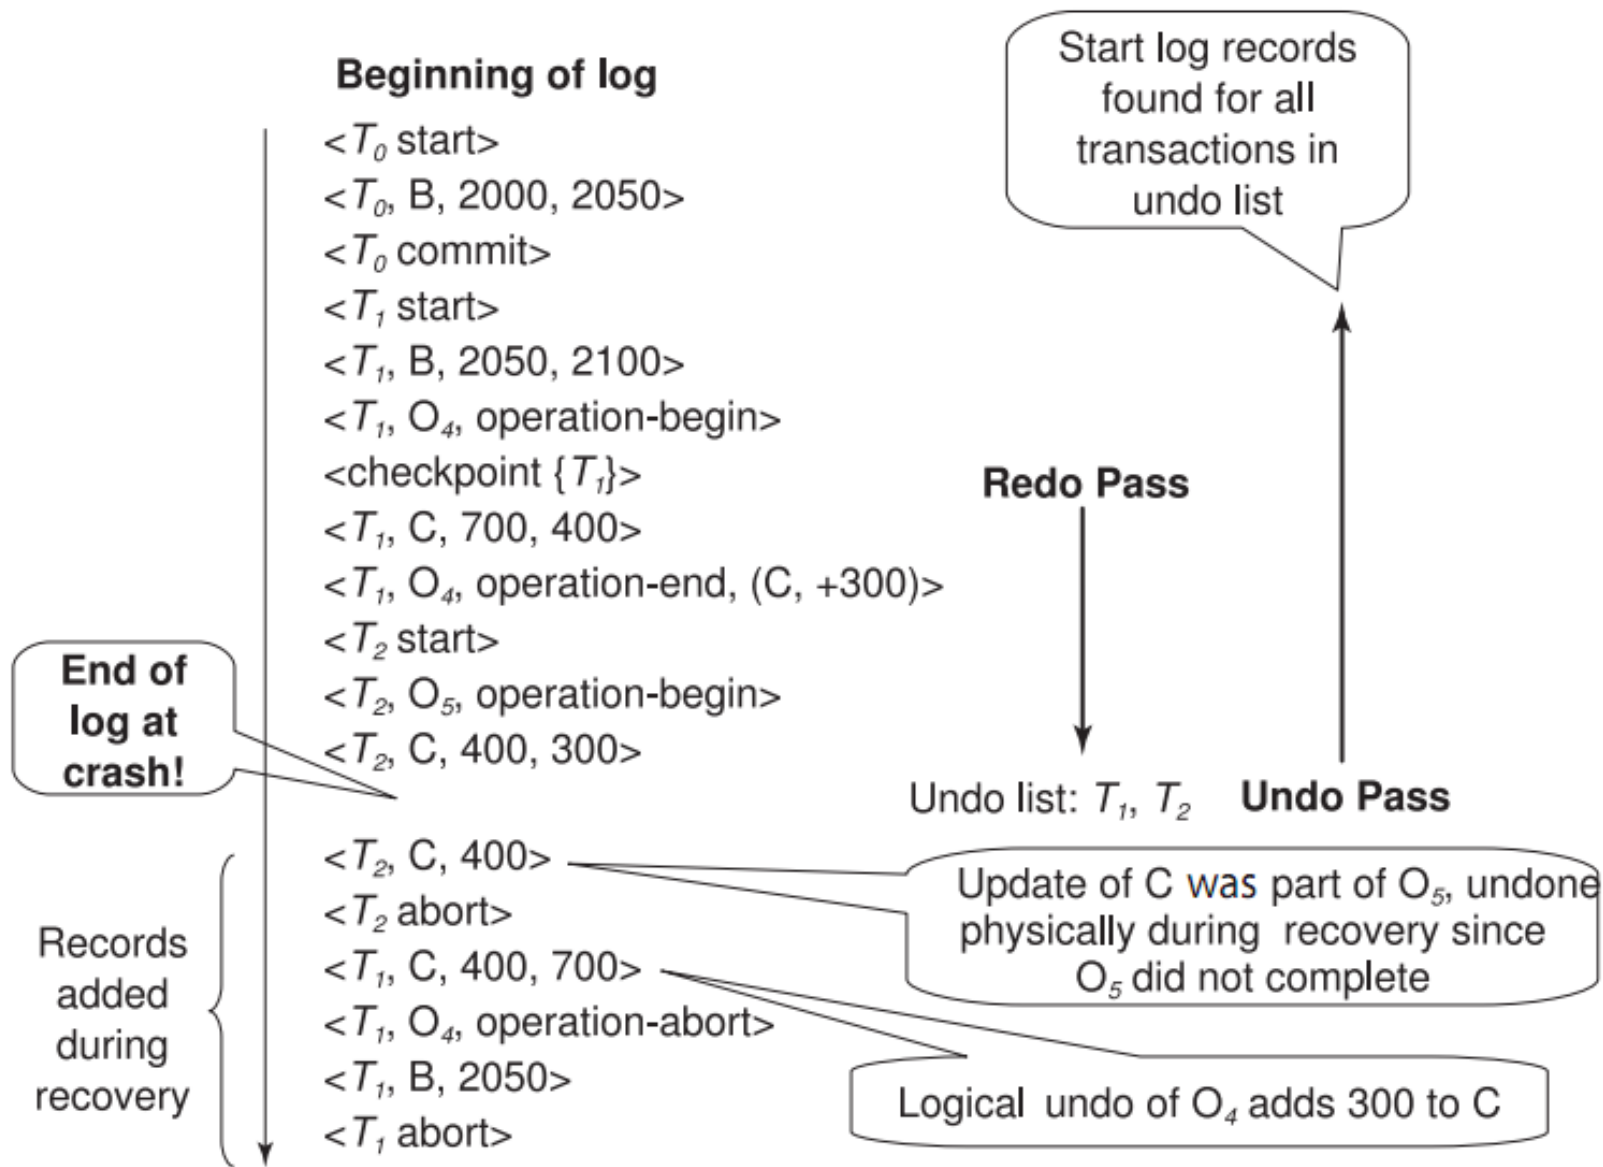 Beginning of log
<T₀ start>
<T₀, B, 2000, 2050>
<T₀ commit>
<T₁ start>
<T₁, B, 2050, 2100>
<T₁, O₄, operation-begin>
<checkpoint {T₁}>
<T₁, C, 700, 400>
<T₁, O₄, operation-end, (C, +300)>
<T₂ start>
<T₂, O₅, operation-begin>
<T₂, C, 400, 300>
End of
log at
crash!
Start log records
found for all
transactions in
undo list
Redo Pass
Undo list: T₁, T₂
Undo Pass
Records
added
during
recovery
<T₂, C, 400>
<T₂ abort>
<T₁, C, 400, 700>
<T₁, O₄, operation-abort>
<T₁, B, 2050>
<T₁ abort>
Update of C was part of O₅, undone
physically during recovery since
O₅ did not complete
Logical undo of O₄ adds 300 to C